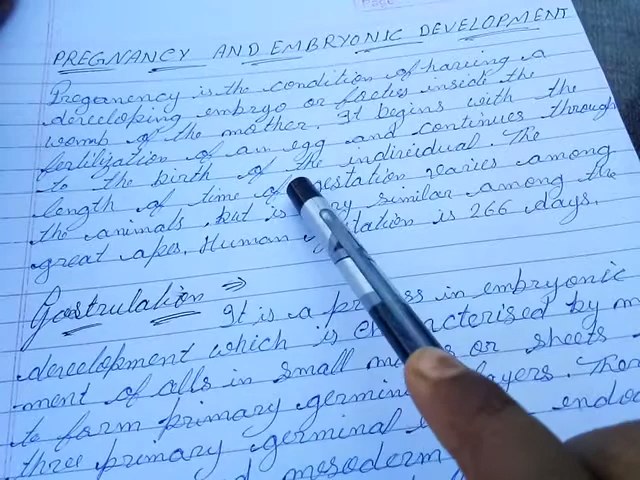 PREGNANCY AND EMBRYONIC DEVELOPMENT
Preganency is the condition of having a
developing embryo or foetus inside the
womb of the mother. It begins with the
fertilization of an egg and continues through
to the birth of the individual. The
length of time of gestation varies among
the animals, but is very similar among the
great apes. Human gestation is 266 days.
Gastrulation ⇒
It is a process in embryonic
development which is characterised by m
ment of cells in small masses or sheets
to form primary germinal layers.
three primary germinal endo
mesoderm